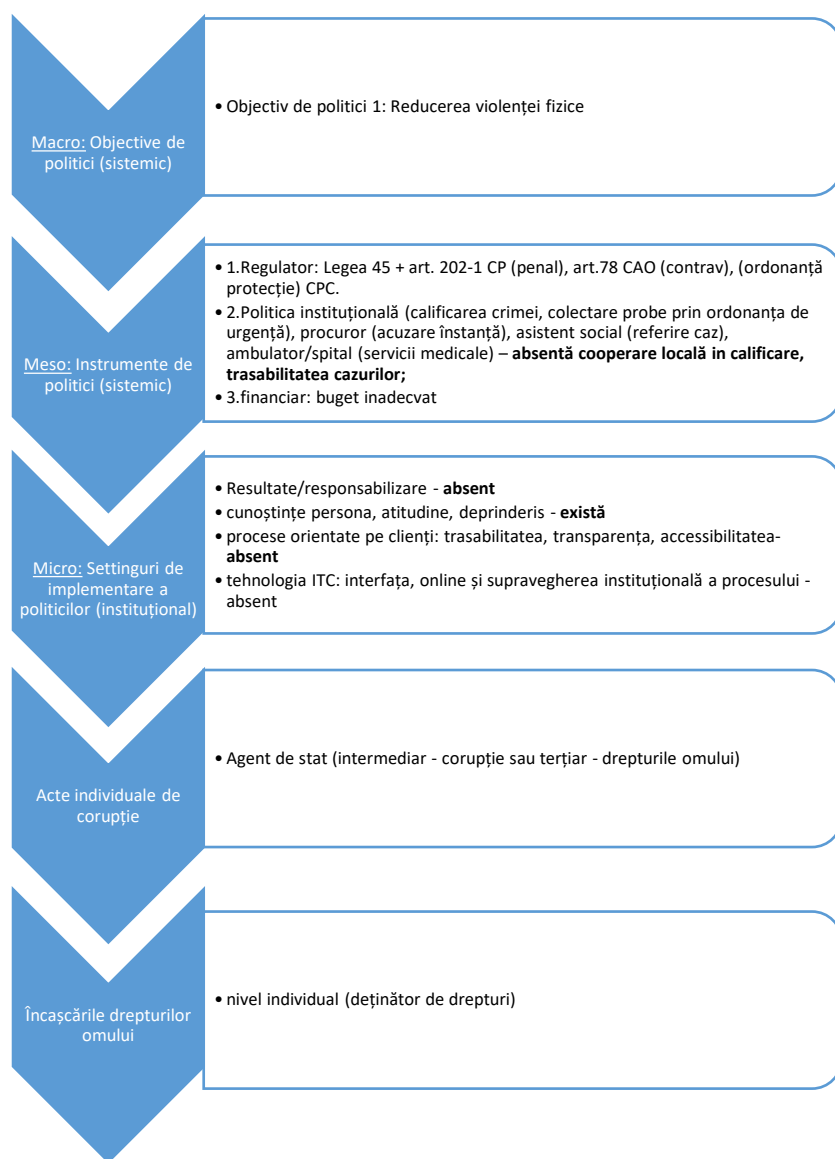 Macro: Obiective de
politici (sistemic)
• Obiectiv de politici 1: Reducerea violenței fizice
Meso: Instrumente de
politici (sistemic)
• 1.Regulator: Legea 45 + art. 202-1 CP (penal), art.78 CAO (contrav), (ordonanță
protecție) CPC.
• 2.Politica instituțională (calificarea crimei, colectare probe prin ordonanța de
urgență), procuror (acuzare înstanță), asistent social (referire caz),
ambulator/spital (servicii medicale) – absentă cooperare locală in calificare,
trasabilitatea cazurilor;
• 3.financiar: buget inadecvat
Micro: Settinguri de
implementare a
politicilor (instituțional)
• Resultate/responsabilizare - absent
• cunoștințe persona, atitudine, deprinderis - există
• procese orientate pe clienți: trasabilitatea, transparența, accessibilitatea-
absent
• tehnologia ITC: interfața, online și supravegherea instituțională a procesului -
absent
Acte individuale de
corupție
• Agent de stat (intermediar - corupție sau terțiar - drepturile omului)
Încașcările drepturilor
omului
• nivel individual (deținător de drepturi)